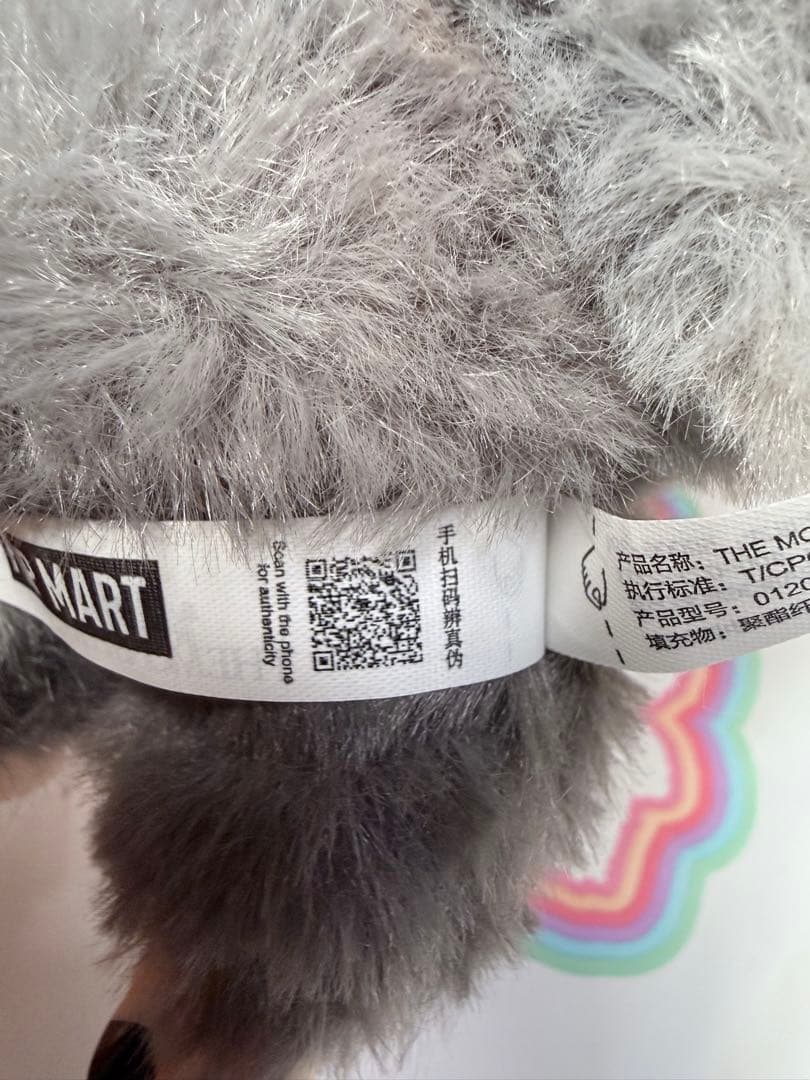 MART
Scan with the phone
for authenticity
手机扫码辨真伪
产品名称：THE MO
执行标准：T/CP
产品型号：0120
填充物：聚酯纤